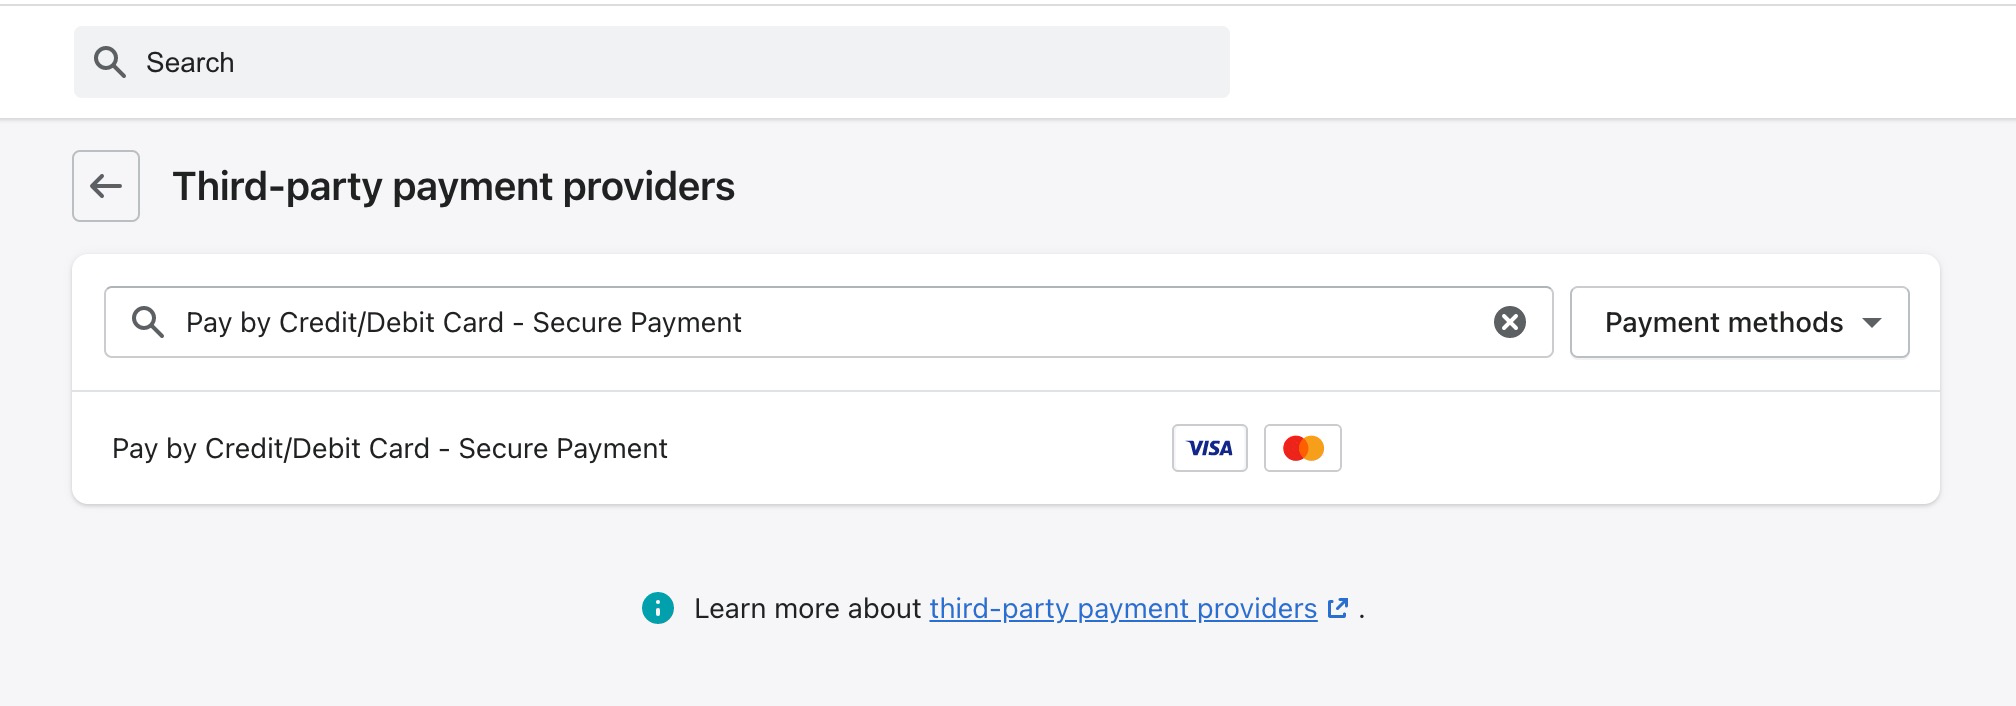 Search
Third-party payment providers
Pay by Credit/Debit Card - Secure Payment
Payment methods
Pay by Credit/Debit Card - Secure Payment
VISA
Learn more about third-party payment providers .